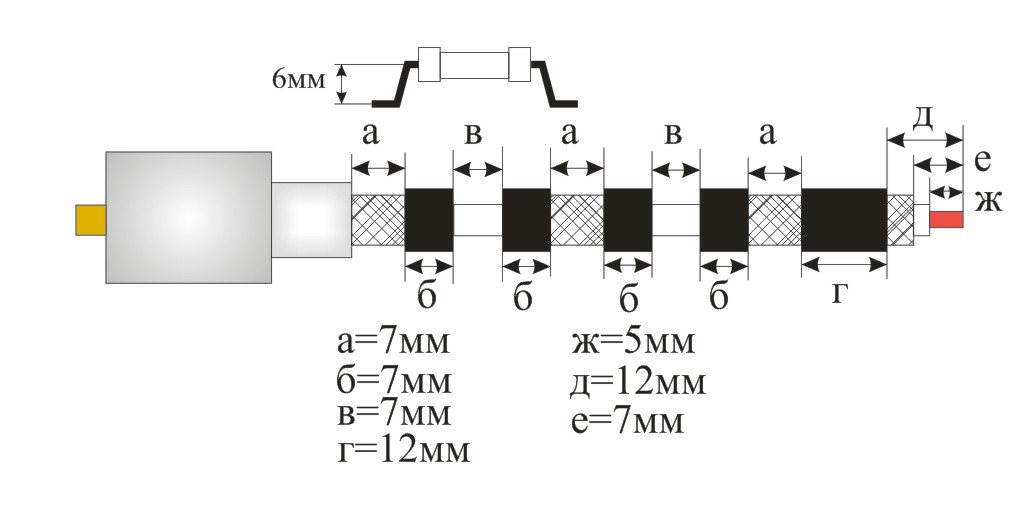 6мм
а в а в а д
е
ж
б б б б г
а=7мм
б=7мм
в=7мм
г=12мм
ж=5мм
д=12мм
е=7мм